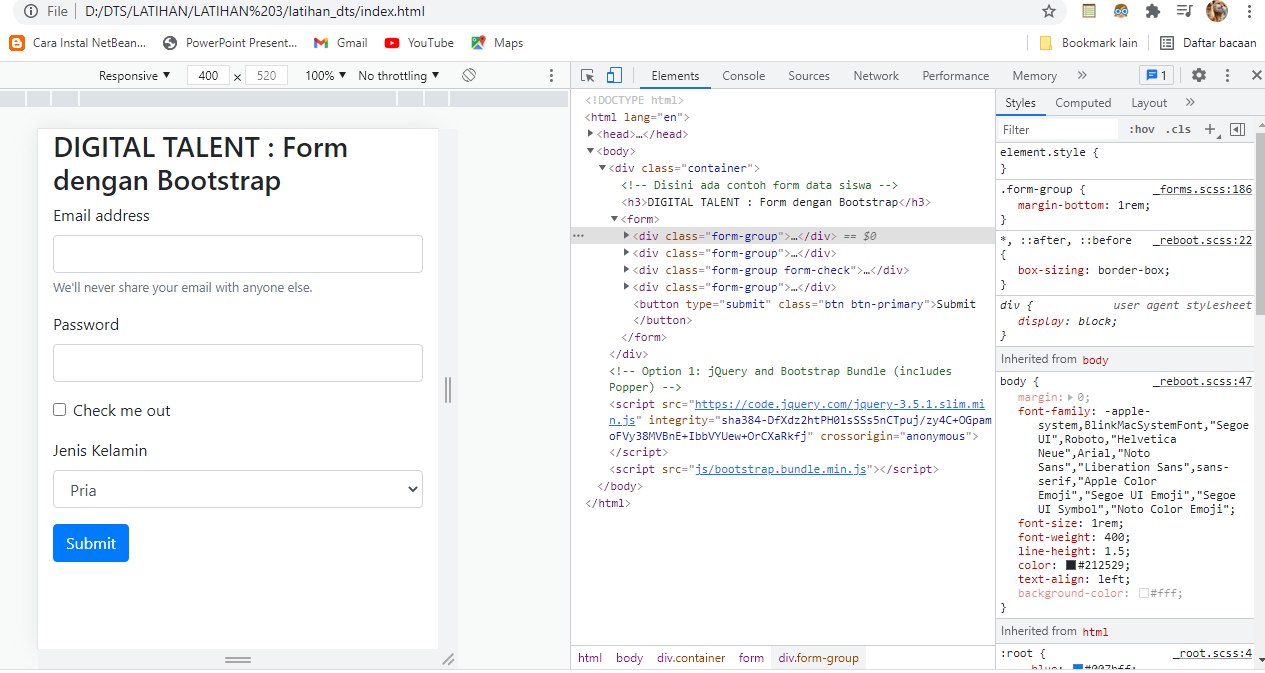 File | D:/DTS/LATIHAN/LATIHAN%203/latihan_dts/index.html
Cara Instal NetBean... PowerPoint Present... Gmail YouTube Maps Bookmark lain Daftar bacaan
Responsive ▼ 400 x 520 100% ▼ No throttling ▼
Elements Console Sources Network Performance Memory » 1
DIGITAL TALENT : Form
dengan Bootstrap
Email address
We'll never share your email with anyone else.
Password
Check me out
Jenis Kelamin
Pria
Submit
<!DOCTYPE html>
<html lang="en">
▶<head>…</head>
▼<body>
▼<div class="container">
<!-- Disini ada contoh form data siswa -->
<h3>DIGITAL TALENT : Form dengan Bootstrap</h3>
▼<form>
… ▶<div class="form-group">…</div> == $0
▶<div class="form-group">…</div>
▶<div class="form-group form-check">…</div>
▶<div class="form-group">…</div>
<button type="submit" class="btn btn-primary">Submit
</button>
</form>
</div>
<!-- Option 1: jQuery and Bootstrap Bundle (includes
Popper) -->
<script src="https://code.jquery.com/jquery-3.5.1.slim.mi
n.js" integrity="sha384-DfXdz2htPH0lsSSs5nCTpuj/zy4C+OGpam
oFVy38MVBnE+IbbVYUew+OrCXaRkfj" crossorigin="anonymous">
</script>
<script src="js/bootstrap.bundle.min.js"></script>
</body>
</html>
html body div.container form div.form-group
Styles Computed Layout »
Filter :hov .cls +
element.style {
}
.form-group { _forms.scss:186
margin-bottom: 1rem;
}
*, ::after, ::before _reboot.scss:22
{
box-sizing: border-box;
}
div { user agent stylesheet
display: block;
}
Inherited from body
body { _reboot.scss:47
margin:▶ 0;
font-family: -apple-
system,BlinkMacSystemFont,"Segoe
UI",Roboto,"Helvetica
Neue",Arial,"Noto
Sans","Liberation Sans",sans-
serif,"Apple Color
Emoji","Segoe UI Emoji","Segoe
UI Symbol","Noto Color Emoji";
font-size: 1rem;
font-weight: 400;
line-height: 1.5;
color: #212529;
text-align: left;
background-color: #fff;
}
Inherited from html
:root { _root.scss:4
--blue: #007bff;